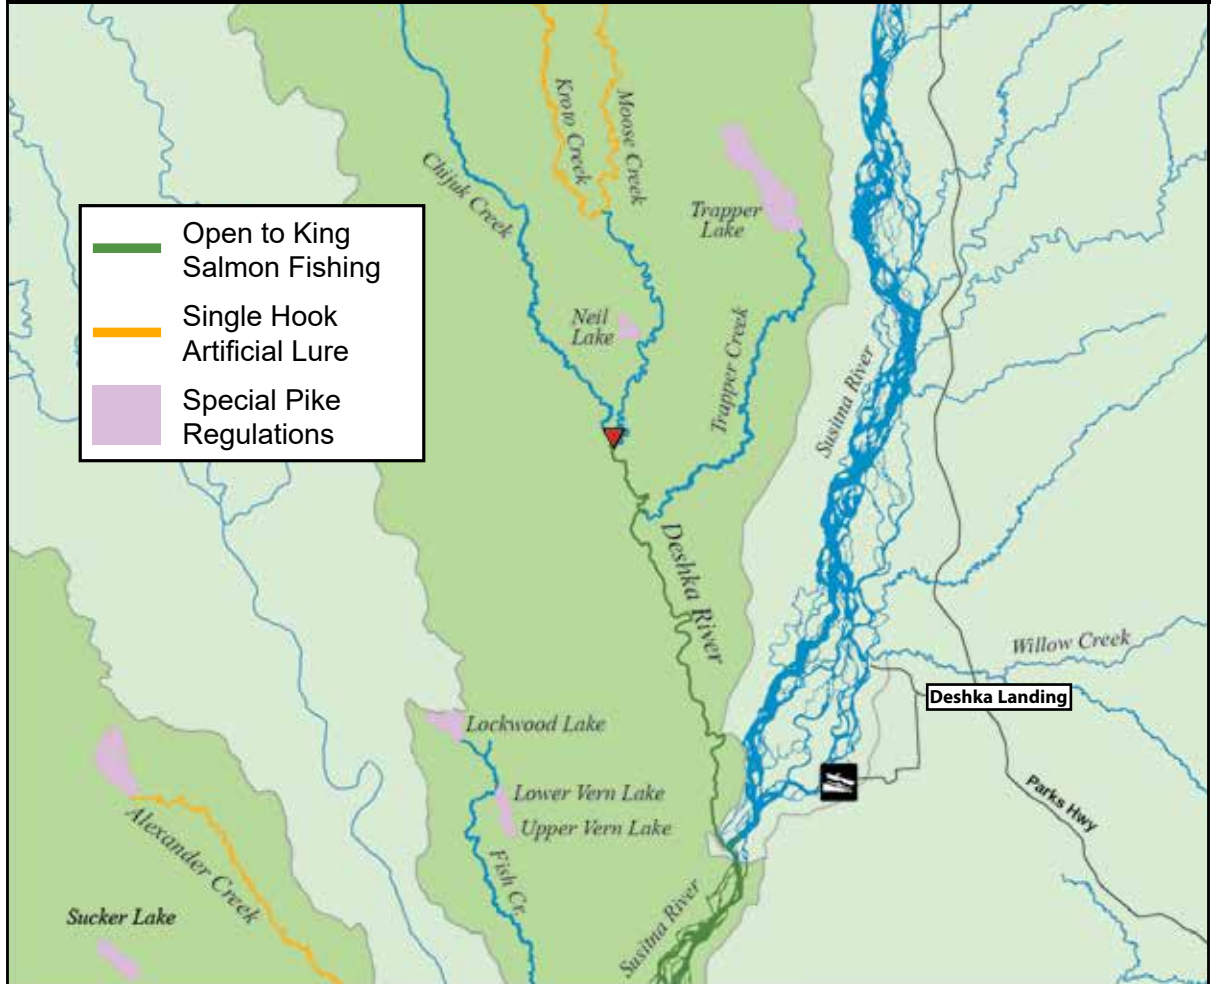 Kroto Creek
Moose Creek
Chijuk Creek
Trapper
Lake
Open to King
Salmon Fishing
Single Hook
Artificial Lure
Special Pike
Regulations
Neil
Lake
Trapper Creek
Susitna River
Deshka River
Willow Creek
Deshka Landing
Lockwood Lake
Lower Vern Lake
Upper Vern Lake
Parks Hwy
Alexander Creek
Fish Cr.
Sucker Lake
Susitna River